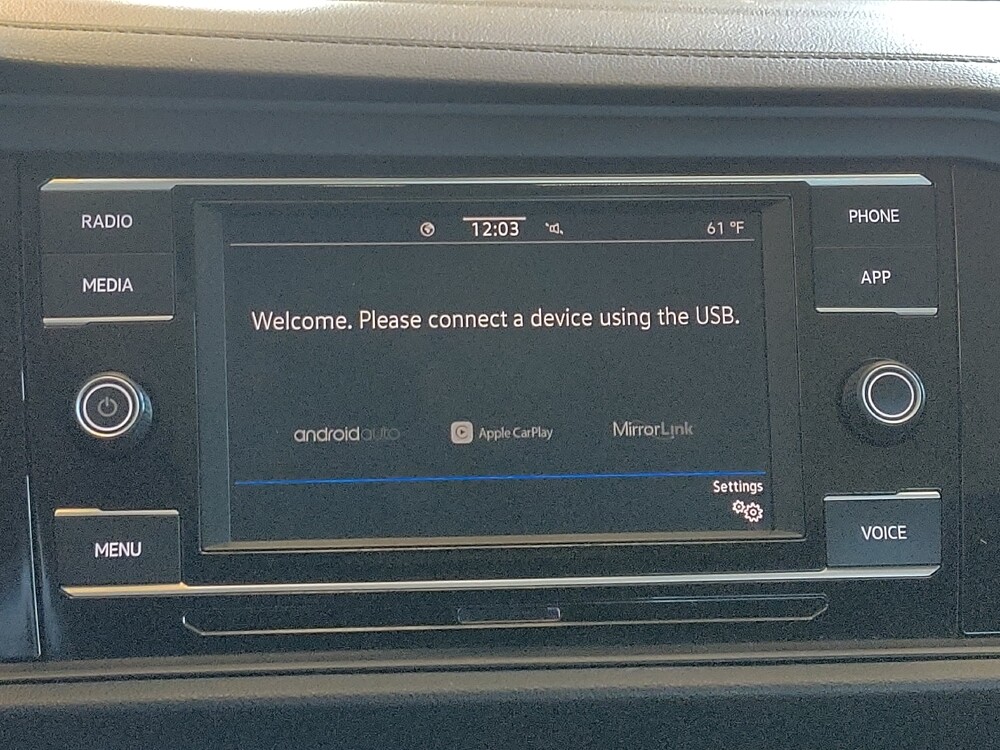 RADIO
MEDIA
MENU
12:03
61 °F
Welcome. Please connect a device using the USB.
androidauto
Apple CarPlay
MirrorLink
Settings
PHONE
APP
VOICE